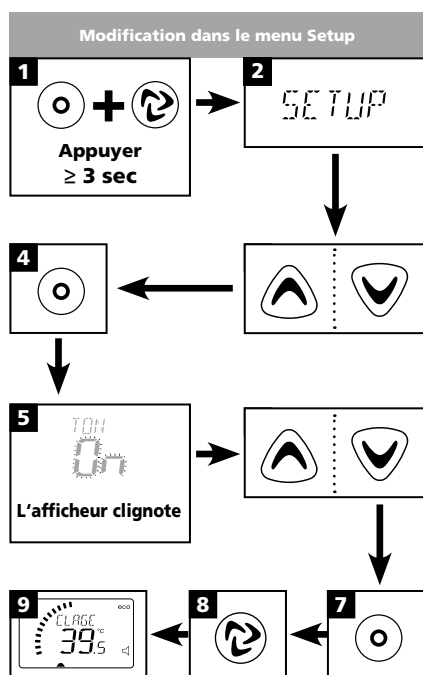 Modification dans le menu Setup
1
2
Appuyer
≥ 3 sec
SETUP
4
5
TON
On
L'afficheur clignote
9
8
7
eco
CLAGE
39.5 °C